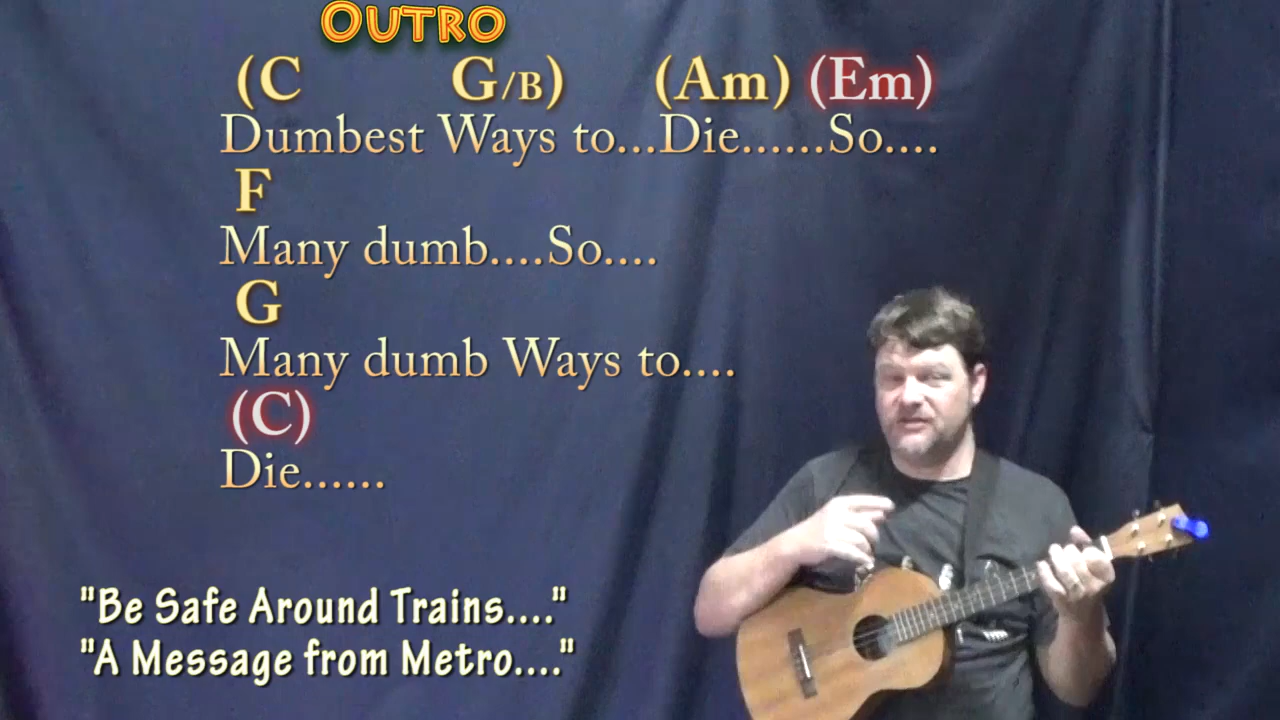 OUTRO
(C G/B) (Am) (Em)
Dumbest Ways to...Die......So....
F
Many dumb....So....
G
Many dumb Ways to....
(C)
Die......
"Be Safe Around Trains...."
"A Message from Metro...."